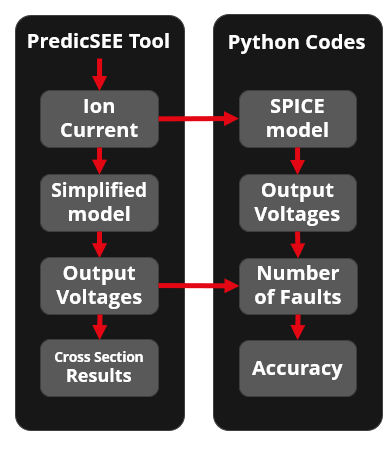 PredicSEE Tool
Ion
Current
Simplified
model
Output
Voltages
Cross Section
Results
Python Codes
SPICE
model
Output
Voltages
Number
of Faults
Accuracy